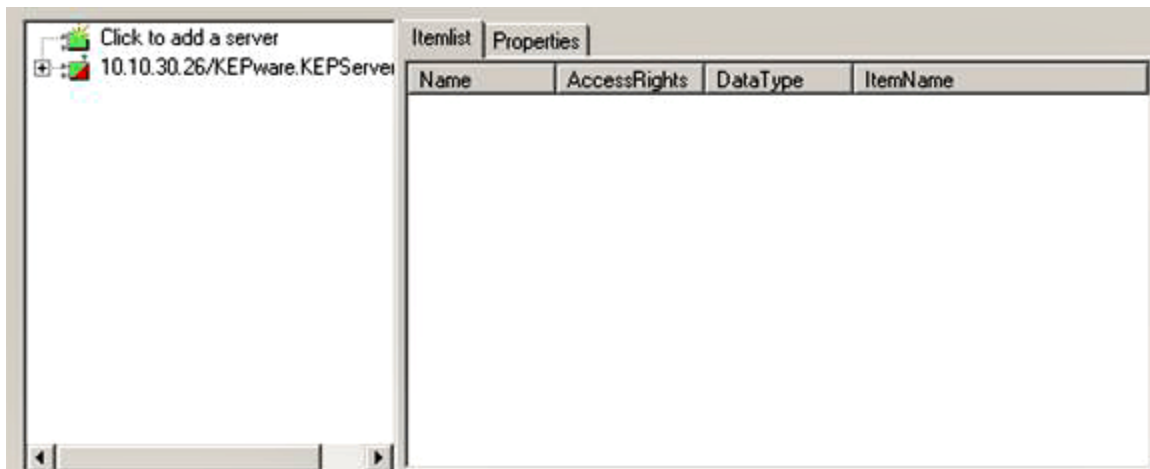 Click to add a server
10.10.30.26/KEPware.KEPServer
Itemlist Properties
Name AccessRights DataType ItemName